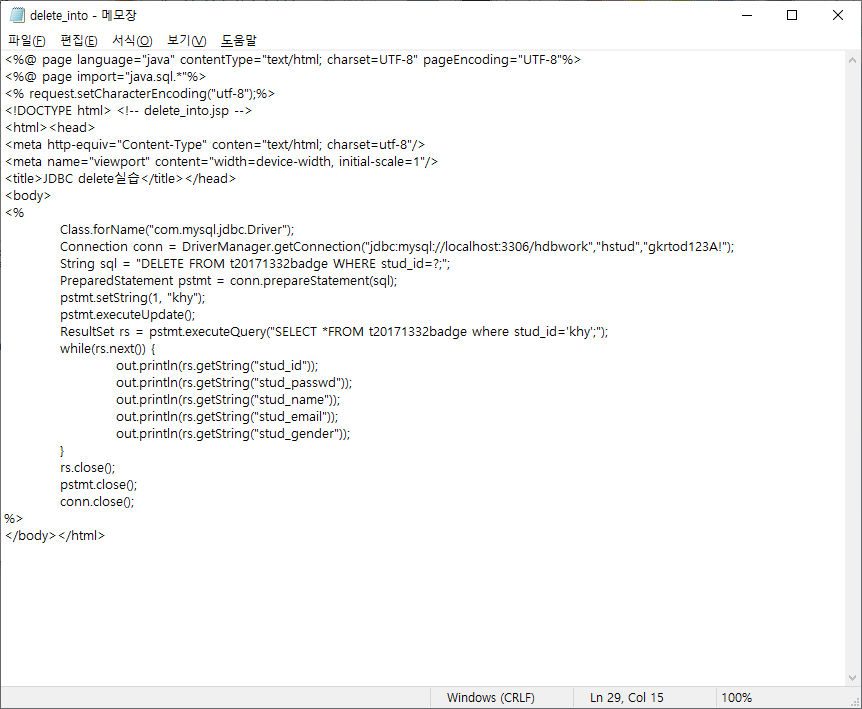 delete_into - 메모장
파일(F) 편집(E) 서식(O) 보기(V) 도움말
<%@ page language="java" contentType="text/html; charset=UTF-8" pageEncoding="UTF-8"%>
<%@ page import="java.sql.*"%>
<% request.setCharacterEncoding("utf-8");%>
<!DOCTYPE html> <!-- delete_into.jsp -->
<html><head>
<meta http-equiv="Content-Type" conten="text/html; charset=utf-8"/>
<meta name="viewport" content="width=device-width, initial-scale=1"/>
<title>JDBC delete실습</title></head>
<body>
<%
Class.forName("com.mysql.jdbc.Driver");
Connection conn = DriverManager.getConnection("jdbc:mysql://localhost:3306/hdbwork","hstud","gkrtod123A!");
String sql = "DELETE FROM t20171332badge WHERE stud_id=?;";
PreparedStatement pstmt = conn.prepareStatement(sql);
pstmt.setString(1, "khy");
pstmt.executeUpdate();
ResultSet rs = pstmt.executeQuery("SELECT *FROM t20171332badge where stud_id='khy';");
while(rs.next()) {
out.println(rs.getString("stud_id"));
out.println(rs.getString("stud_passwd"));
out.println(rs.getString("stud_name"));
out.println(rs.getString("stud_email"));
out.println(rs.getString("stud_gender"));
}
rs.close();
pstmt.close();
conn.close();
%>
</body></html>
Windows (CRLF) Ln 29, Col 15 100%